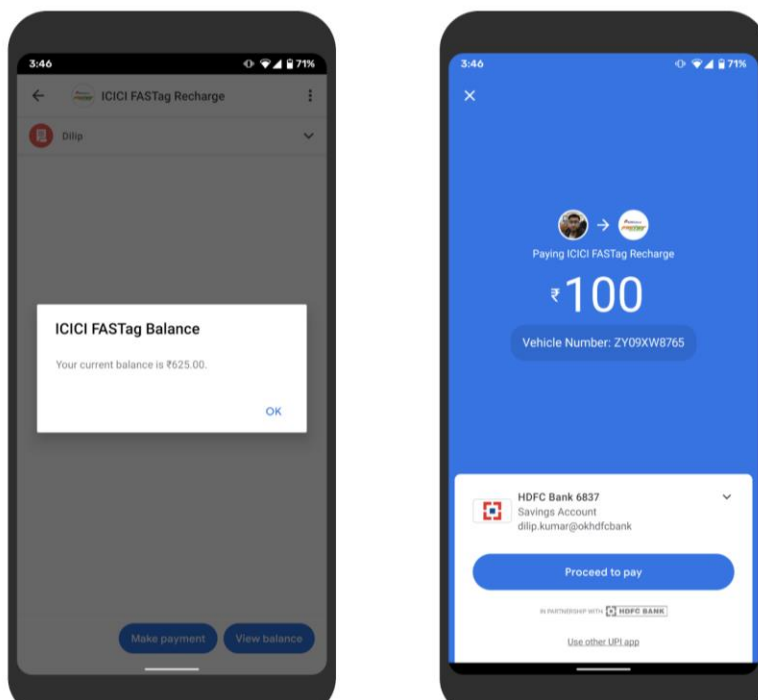 3:46
71%
ICICI FASTag Recharge
Dilip
ICICI FASTag Balance
Your current balance is ₹625.00.
OK
Make payment
View balance
3:46
71%
Paying ICICI FASTag Recharge
₹100
Vehicle Number: ZY09XW8765
HDFC Bank 6837
Savings Account
dilip.kumar@okhdfcbank
Proceed to pay
IN PARTNERSHIP WITH HDFC BANK
Use other UPI app